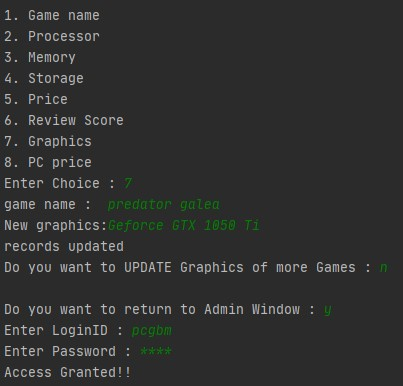 1. Game name
2. Processor
3. Memory
4. Storage
5. Price
6. Review Score
7. Graphics
8. PC price
Enter Choice : 7
game name :  predator galea
New graphics:Geforce GTX 1050 Ti
records updated
Do you want to UPDATE Graphics of more Games : n
Do you want to return to Admin Window : y
Enter LoginID : pcgbm
Enter Password : ****
Access Granted!!